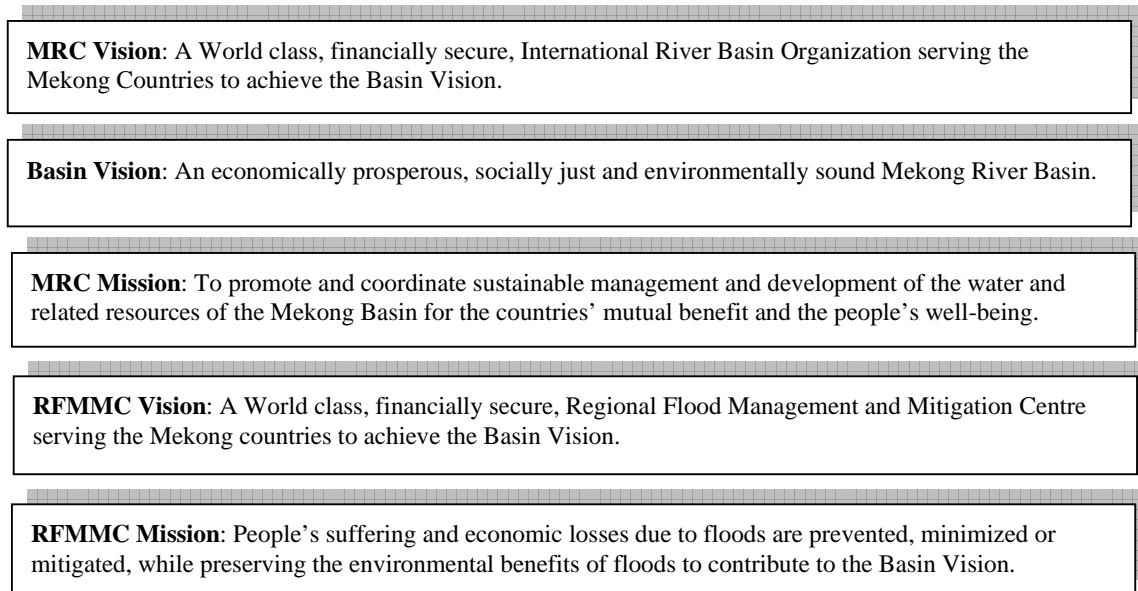 MRC Vision: A World class, financially secure, International River Basin Organization serving the
Mekong Countries to achieve the Basin Vision.
Basin Vision: An economically prosperous, socially just and environmentally sound Mekong River Basin.
MRC Mission: To promote and coordinate sustainable management and development of the water and
related resources of the Mekong Basin for the countries’ mutual benefit and the people’s well-being.
RFMMC Vision: A World class, financially secure, Regional Flood Management and Mitigation Centre
serving the Mekong countries to achieve the Basin Vision.
RFMMC Mission: People’s suffering and economic losses due to floods are prevented, minimized or
mitigated, while preserving the environmental benefits of floods to contribute to the Basin Vision.